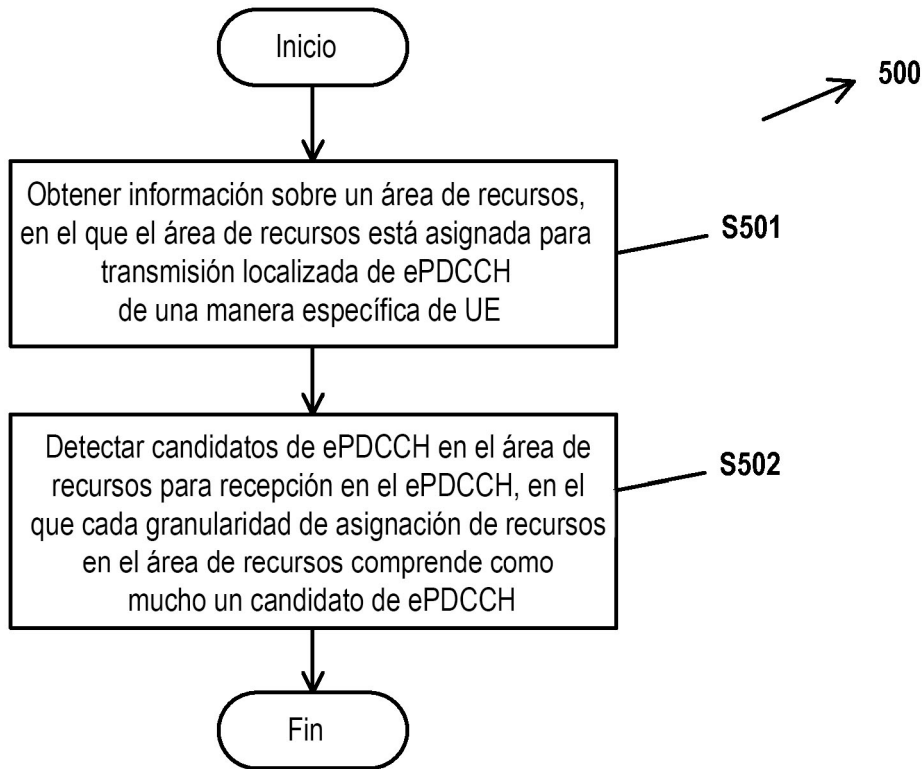 Inicio
500
Obtener información sobre un área de recursos,
en el que el área de recursos está asignada para
transmisión localizada de ePDCCH
de una manera específica de UE
S501
Detectar candidatos de ePDCCH en el área de
recursos para recepción en el ePDCCH, en el
que cada granularidad de asignación de recursos
en el área de recursos comprende como
mucho un candidato de ePDCCH
S502
Fin